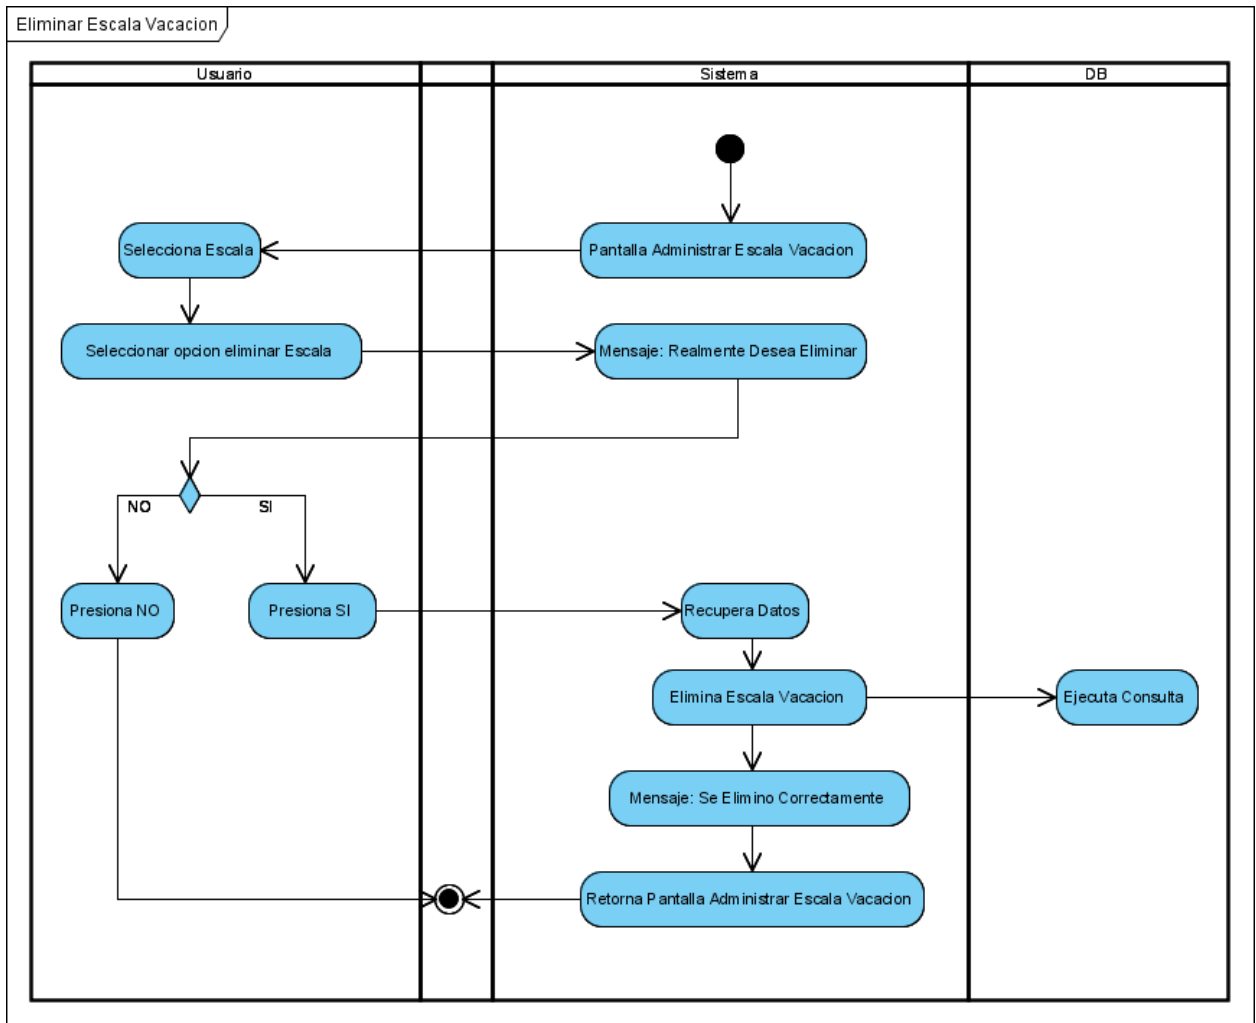 Eliminar Escala Vacacion
Usuario
Sistema
DB
Selecciona Escala
Pantalla Administrar Escala Vacacion
Seleccionar opcion eliminar Escala
Mensaje: Realmente Desea Eliminar
NO
SI
Presiona NO
Presiona SI
Recupera Datos
Elimina Escala Vacacion
Ejecuta Consulta
Mensaje: Se Elimino Correctamente
Retorna Pantalla Administrar Escala Vacacion